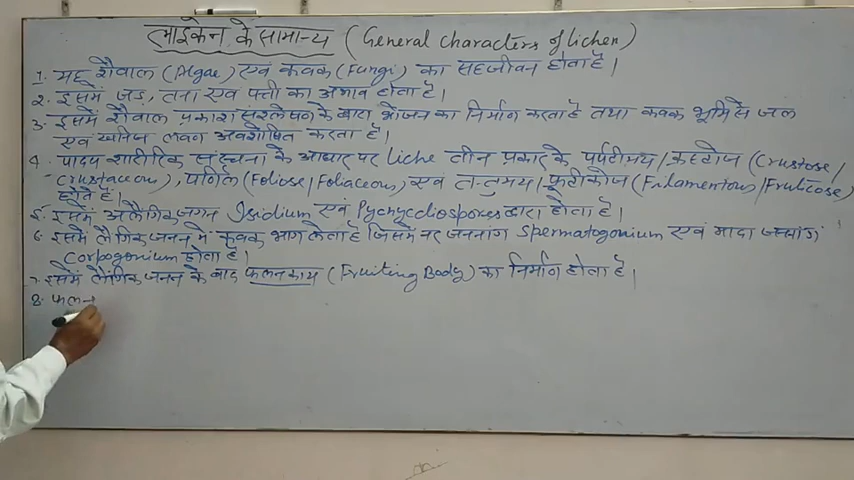 लाइकेन के सामान्य (General characters of lichen)
1. यह शैवाल (Algae) एवं कवक (Fungi) का सहजीवन होता है।
2. इसमें जड़, तना एवं पत्ती का अभाव होता है।
3. इसमें शैवाल प्रकाश संश्लेषण के द्वारा भोजन का निर्माण करता है तथा कवक भूमि से जल
एवं खनिज लवण अवशोषित करता है।
4. पादप शारीरिक संरचना के आधार पर liche तीन प्रकार के पर्पटीमय/क्रस्टोज (Crustose/
Crustaceous), पर्णिल (Foliose/Foliaceous) एवं तन्तुमय/फ्रूटीकोज (Filamentous/Fruticose)
होते है।
5. इसमें अलैंगिक जनन Isidium एवं Pycnycdiospores द्वारा होता है।
6. इसमें लैंगिक जनन में कवक भाग लेता है जिसमें नर जननांग Spermatogonium एवं मादा जननांग
Corpogonium होता है।
7. इसमें लैंगिक जनन के बाद फलनकाय (Fruiting Body) का निर्माण होता है।
8. फलन